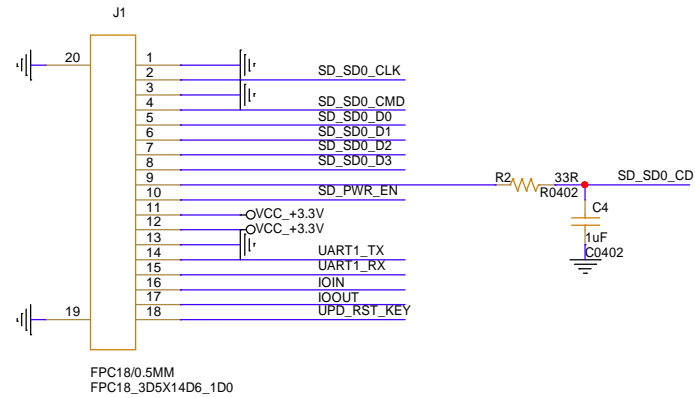 J1
20
1
2 SD_SD0_CLK
3
4 SD_SD0_CMD
5 SD_SD0_D0
6 SD_SD0_D1
7 SD_SD0_D2
8 SD_SD0_D3
9 R2 33R SD_SD0_CD
R0402
10 SD_PWR_EN
C4
11 VCC_+3.3V
12 VCC_+3.3V
1uF
13
C0402
14 UART1_TX
15 UART1_RX
16 IOIN
17 IOOUT
19
18 UPD_RST_KEY
FPC18/0.5MM
FPC18_3D5X14D6_1D0